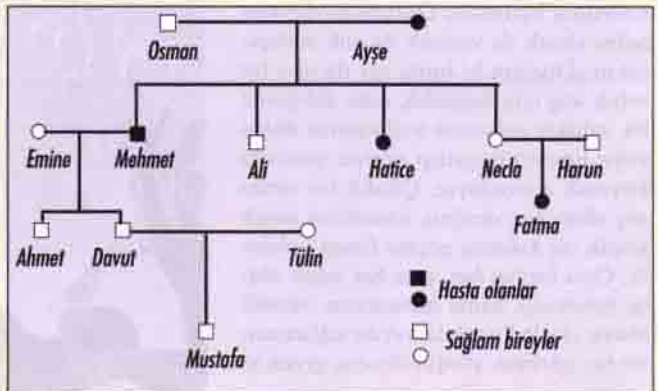 Osman Ayşe
Emine Mehmet Ali Hatice Necla Harun
Fatma
Ahmet Davut Tülin
Hasta olanlar
Mustafa Sağlam bireyler